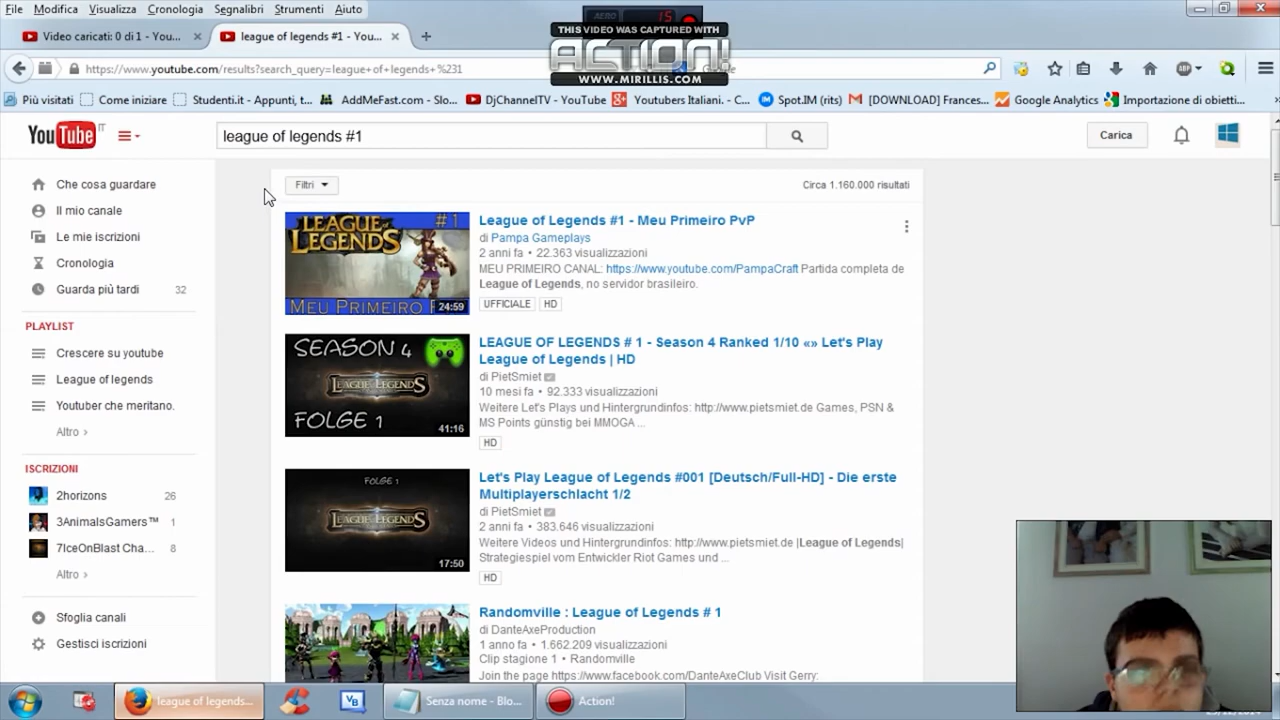 File Modifica Visualizza Cronologia Segnalibri Strumenti Aiuto
15
THIS VIDEO WAS CAPTURED WITH
ACTION!
WWW.MIRILLIS.COM
Video caricati: 0 di 1 - You...
league of legends #1 - You...
https://www.youtube.com/results?search_query=league+of+legends+%231
Più visitati Come iniziare Studenti.it - Appunti, t... AddMeFast.com - Slo... DjChannelTV - YouTube Youtubers Italiani. - C... Spot.IM (rits) [DOWNLOAD] Frances... Google Analytics Importazione di obietti...
YouTube IT
league of legends #1
Carica
Che cosa guardare
Il mio canale
Le mie iscrizioni
Cronologia
Guarda più tardi 32
PLAYLIST
Crescere su youtube
League of legends
Youtuber che meritano.
Altro ›
ISCRIZIONI
2horizons 26
3AnimalsGamers™ 1
7IceOnBlast Cha... 8
Altro ›
Sfoglia canali
Gestisci iscrizioni
Filtri
Circa 1.160.000 risultati
LEAGUE OF LEGENDS #1
MEU PRIMEIRO P
24:59
League of Legends #1 - Meu Primeiro PvP
di Pampa Gameplays
2 anni fa • 22.363 visualizzazioni
MEU PRIMEIRO CANAL: https://www.youtube.com/PampaCraft Partida completa de
League of Legends, no servidor brasileiro.
UFFICIALE HD
SEASON 4
LEAGUE OF LEGENDS
FOLGE 1
41:16
LEAGUE OF LEGENDS # 1 - Season 4 Ranked 1/10 «» Let's Play
League of Legends | HD
di PietSmiet
10 mesi fa • 92.333 visualizzazioni
Weitere Let's Plays und Hintergrundinfos: http://www.pietsmiet.de Games, PSN &
MS Points günstig bei MMOGA ...
HD
FOLGE 1
LEAGUE OF LEGENDS
17:50
Let's Play League of Legends #001 [Deutsch/Full-HD] - Die erste
Multiplayerschlacht 1/2
di PietSmiet
2 anni fa • 383.646 visualizzazioni
Weitere Videos und Hintergrundinfos: http://www.pietsmiet.de |League of Legends|
Strategiespiel vom Entwickler Riot Games und ...
HD
Randomville : League of Legends # 1
di DanteAxeProduction
1 anno fa • 1.662.209 visualizzazioni
Clip stagione 1 • Randomville
Join the page https://www.facebook.com/DanteAxeClub Visit Gerry:
league of legends... Senza nome - Blo... Action!